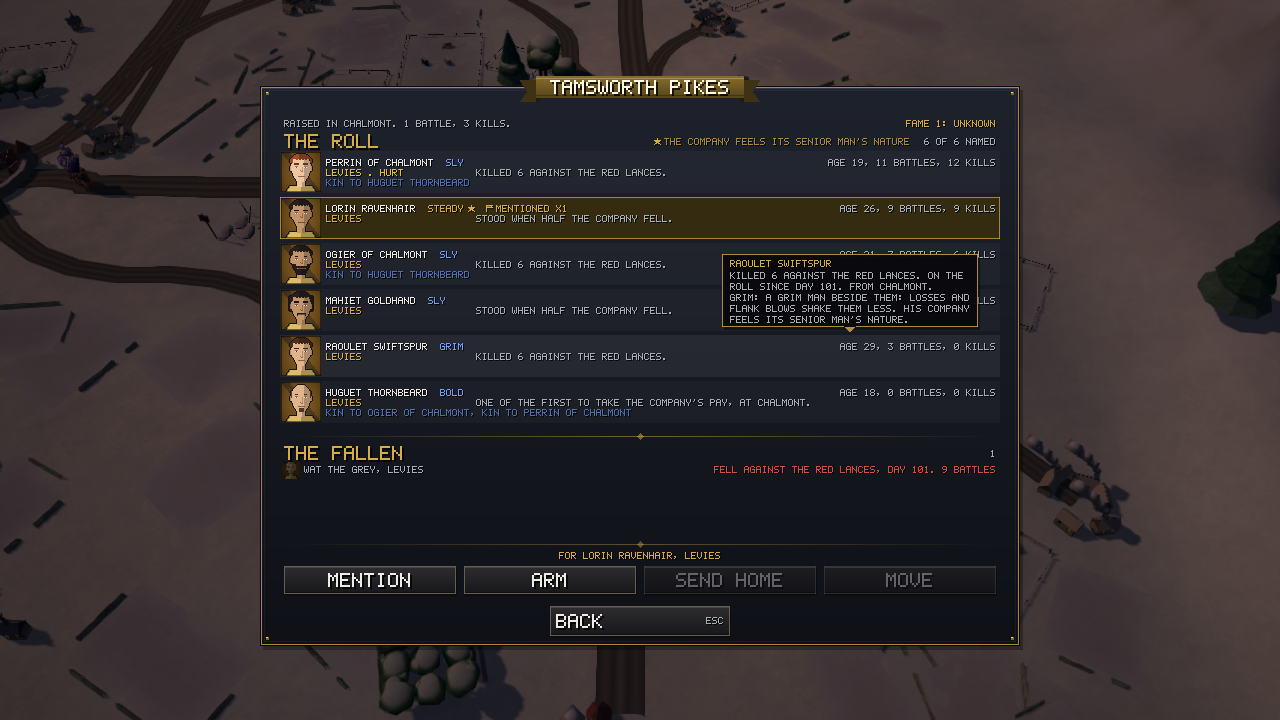 TAMSWORTH PIKES
RAISED IN CHALMONT. 1 BATTLE, 3 KILLS.
FAME 1: UNKNOWN
THE ROLL
★THE COMPANY FEELS ITS SENIOR MAN'S NATURE
6 OF 6 NAMED
PERRIN OF CHALMONT SLY
AGE 19, 11 BATTLES, 12 KILLS
LEVIES . HURT
KILLED 6 AGAINST THE RED LANCES.
KIN TO HUGUET THORNBEARD
LORIN RAVENHAIR STEADY ★ MENTIONED X1
AGE 26, 9 BATTLES, 9 KILLS
LEVIES
STOOD WHEN HALF THE COMPANY FELL.
OGIER OF CHALMONT SLY
LEVIES
KILLED 6 AGAINST THE RED LANCES.
KIN TO HUGUET THORNBEARD
RAOULET SWIFTSPUR
KILLED 6 AGAINST THE RED LANCES. ON THE
ROLL SINCE DAY 101. FROM CHALMONT.
GRIM: A GRIM MAN BESIDE THEM: LOSSES AND
FLANK BLOWS SHAKE THEM LESS. HIS COMPANY
FEELS ITS SENIOR MAN'S NATURE.
MAHIET GOLDHAND SLY
LEVIES
STOOD WHEN HALF THE COMPANY FELL.
RAOULET SWIFTSPUR GRIM
AGE 29, 3 BATTLES, 0 KILLS
LEVIES
KILLED 6 AGAINST THE RED LANCES.
HUGUET THORNBEARD BOLD
AGE 18, 0 BATTLES, 0 KILLS
LEVIES
ONE OF THE FIRST TO TAKE THE COMPANY'S PAY, AT CHALMONT.
KIN TO OGIER OF CHALMONT, KIN TO PERRIN OF CHALMONT
THE FALLEN
1
WAT THE GREY, LEVIES
FELL AGAINST THE RED LANCES, DAY 101. 9 BATTLES
FOR LORIN RAVENHAIR, LEVIES
MENTION
ARM
SEND HOME
MOVE
BACK
ESC